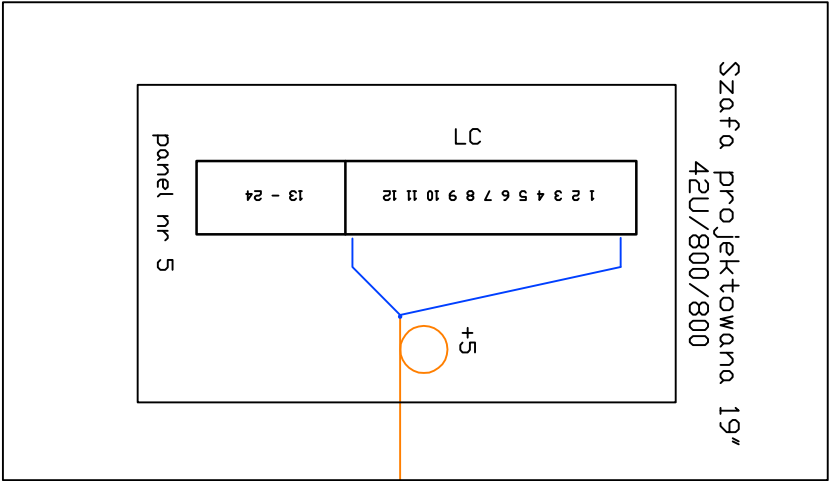 Szafa projektowana 19"
42U/800/800
LC
1 2 3 4 5 6 7 8 9 10 11 12
13 - 24
panel nr 5
+5